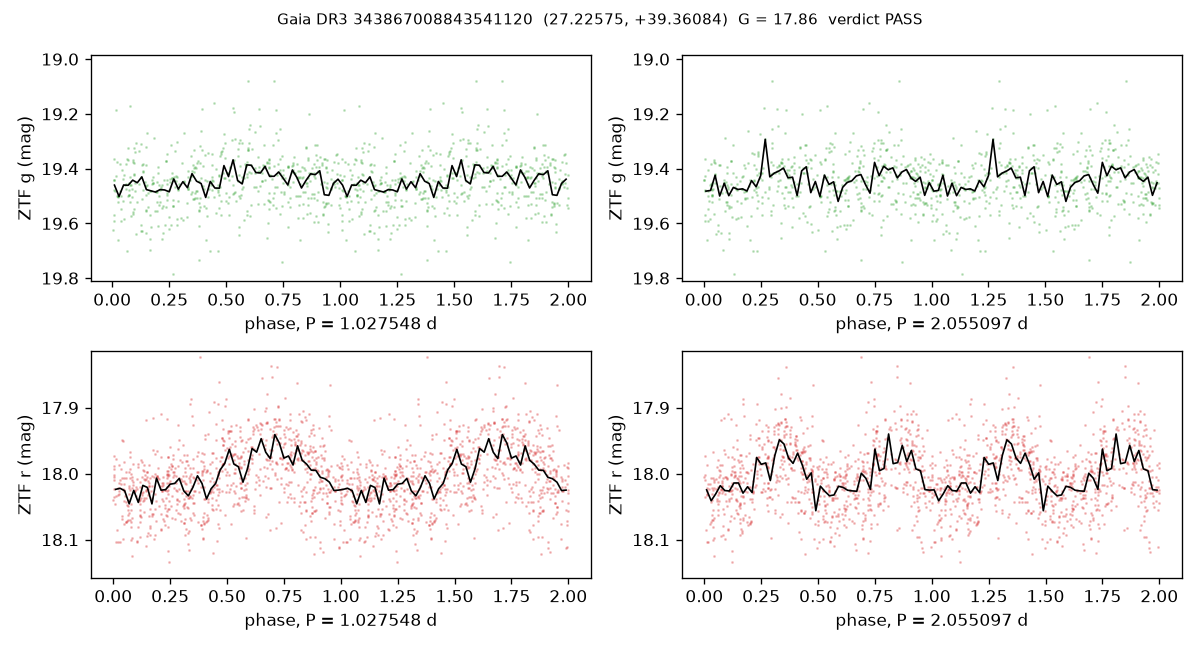 Gaia DR3 343867008843541120  (27.22575, +39.36084)  G = 17.86  verdict PASS
ZTF g (mag)
19.0
19.2
19.4
19.6
19.8
0.00 0.25 0.50 0.75 1.00 1.25 1.50 1.75 2.00
phase, P = 1.027548 d
ZTF g (mag)
19.0
19.2
19.4
19.6
19.8
0.00 0.25 0.50 0.75 1.00 1.25 1.50 1.75 2.00
phase, P = 2.055097 d
ZTF r (mag)
17.9
18.0
18.1
0.00 0.25 0.50 0.75 1.00 1.25 1.50 1.75 2.00
phase, P = 1.027548 d
ZTF r (mag)
17.9
18.0
18.1
0.00 0.25 0.50 0.75 1.00 1.25 1.50 1.75 2.00
phase, P = 2.055097 d